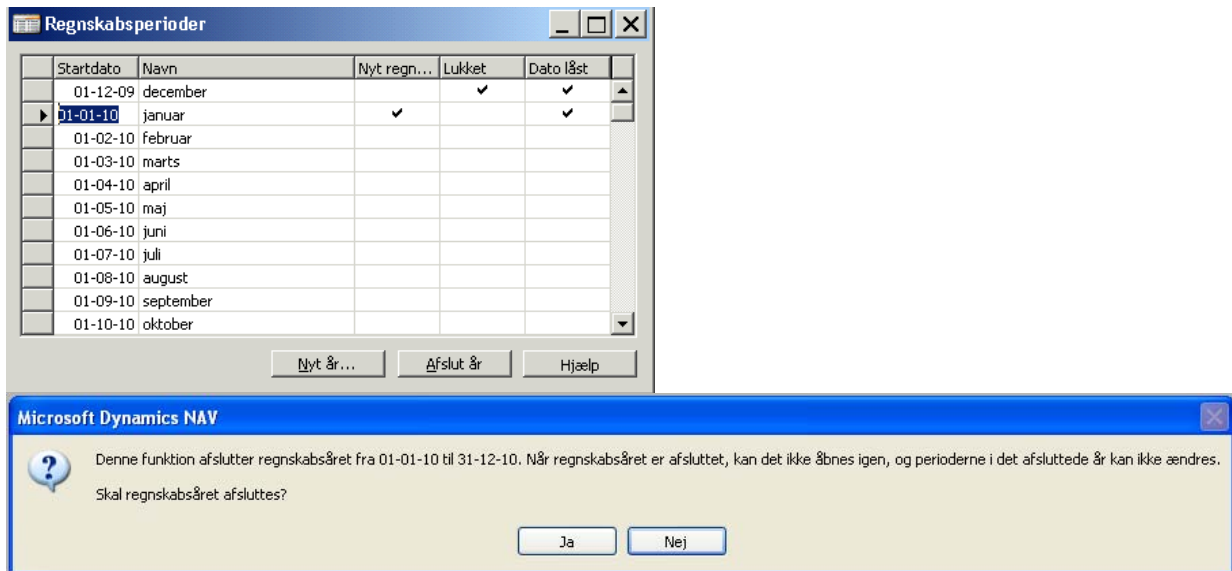 Regnskabsperioder
Startdato Navn Nyt regn... Lukket Dato låst
01-12-09 december
01-01-10 januar
01-02-10 februar
01-03-10 marts
01-04-10 april
01-05-10 maj
01-06-10 juni
01-07-10 juli
01-08-10 august
01-09-10 september
01-10-10 oktober
Nyt år... Afslut år Hjælp
Microsoft Dynamics NAV
Denne funktion afslutter regnskabsåret fra 01-01-10 til 31-12-10. Når regnskabsåret er afsluttet, kan det ikke åbnes igen, og perioderne i det afsluttede år kan ikke ændres.
Skal regnskabsåret afsluttes?
Ja Nej